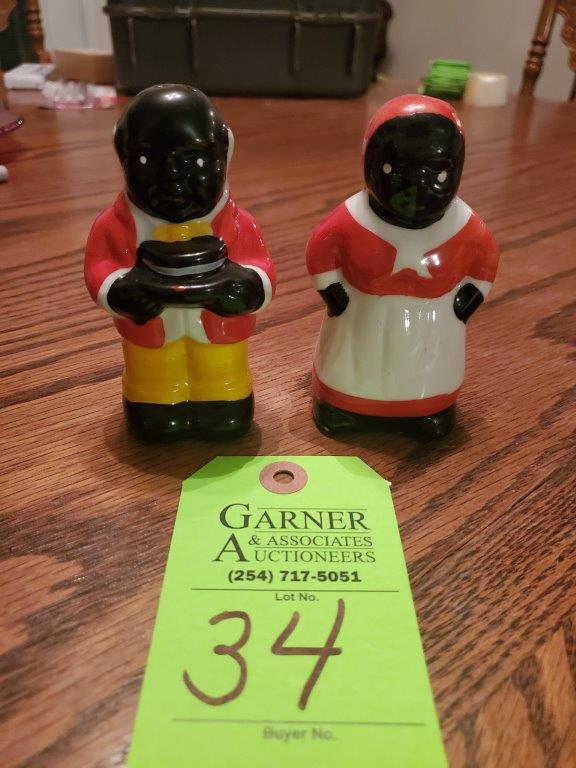 GARNER
& ASSOCIATES
AUCTIONEERS
(254) 717-5051
Lot No.
34
Buyer No.